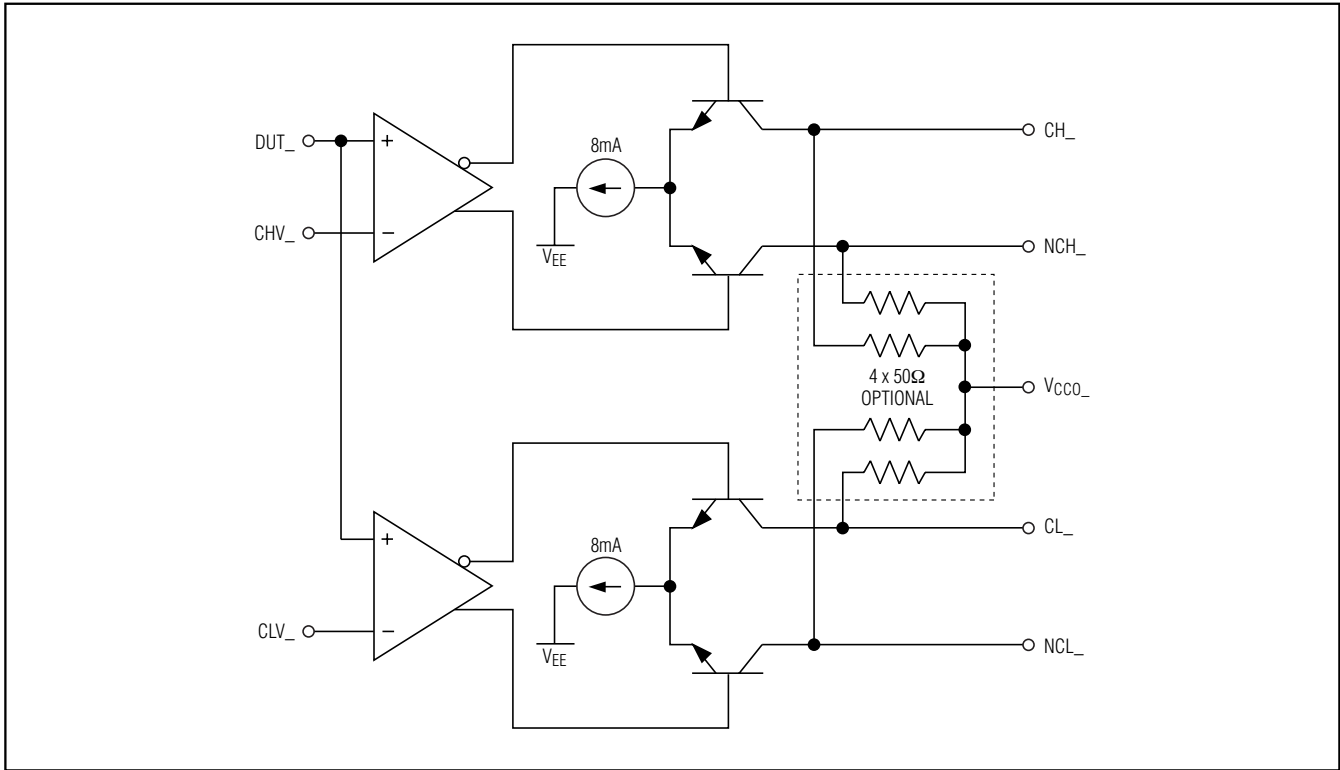 DUT_
+
CHV_
−
8mA
VEE
CH_
NCH_
4 x 50Ω
OPTIONAL
VCCO_
+
CLV_
−
8mA
VEE
CL_
NCL_